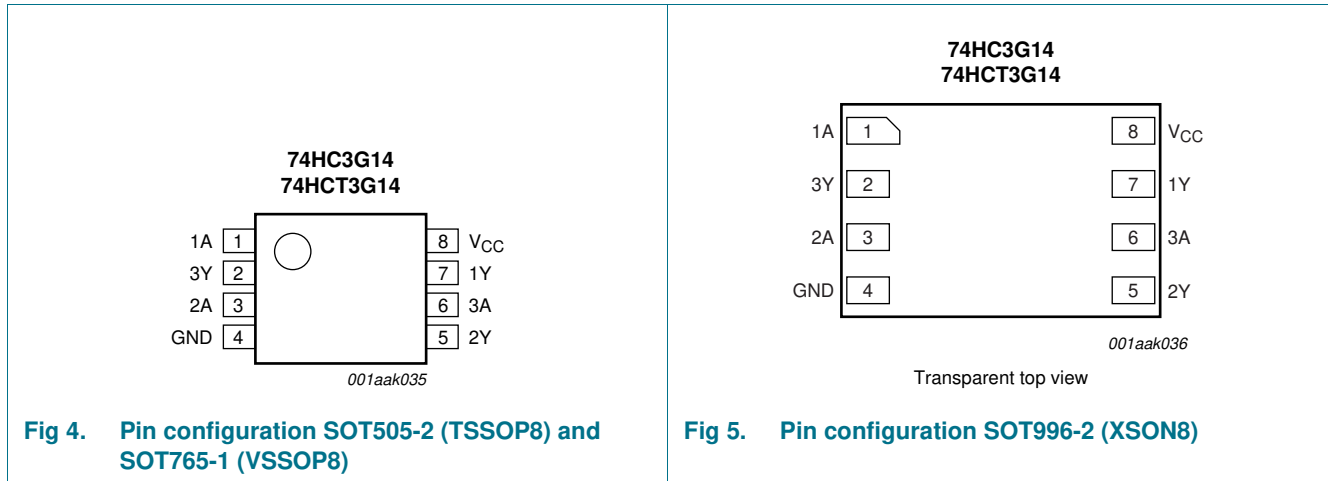 74HC3G14
74HCT3G14
1A 1 8 VCC
3Y 2 7 1Y
2A 3 6 3A
GND 4 5 2Y
001aak035
Fig 4. Pin configuration SOT505-2 (TSSOP8) and
SOT765-1 (VSSOP8)
74HC3G14
74HCT3G14
1A 1 8 VCC
3Y 2 7 1Y
2A 3 6 3A
GND 4 5 2Y
001aak036
Transparent top view
Fig 5. Pin configuration SOT996-2 (XSON8)